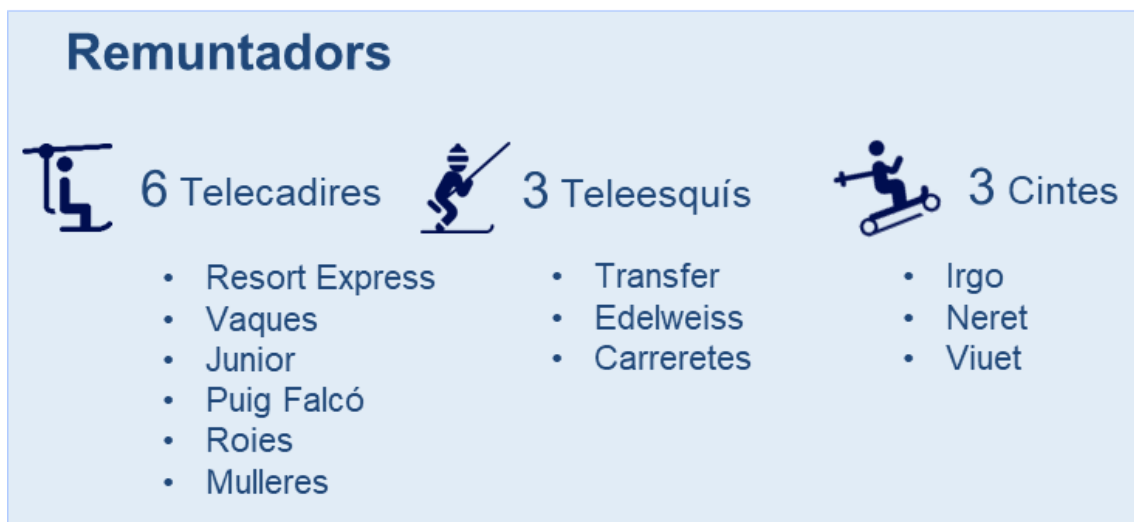 Remuntadors
6 Telecadires
• Resort Express
• Vaques
• Junior
• Puig Falcó
• Roies
• Mulleres
3 Teleesquís
• Transfer
• Edelweiss
• Carreretes
3 Cintes
• Irgo
• Neret
• Viuet